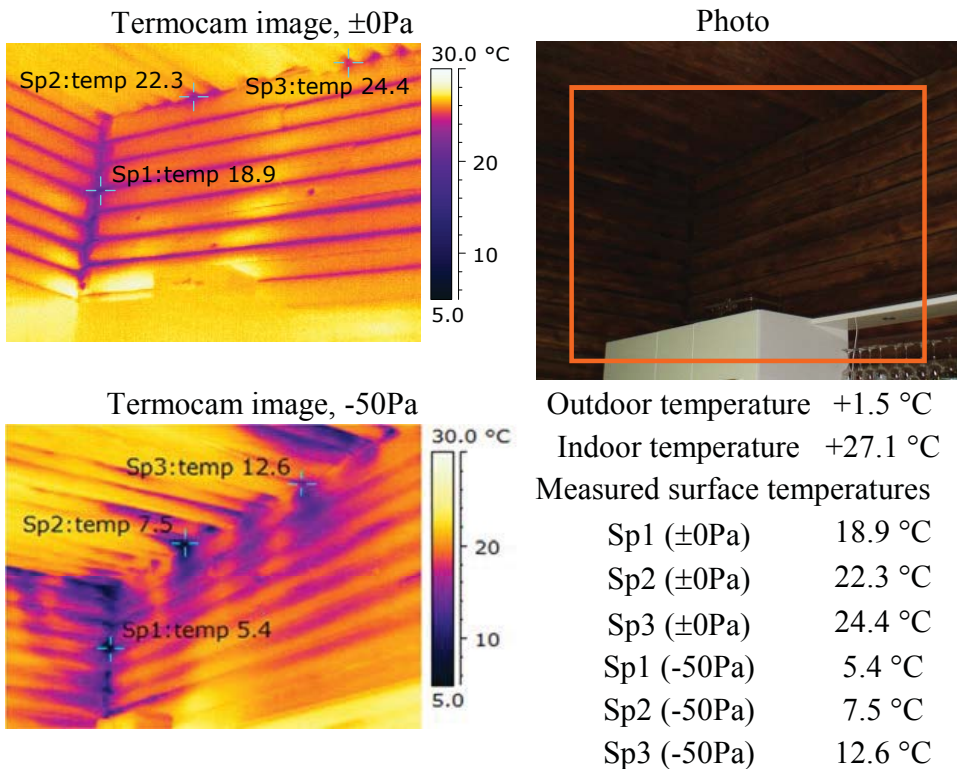 Termocam image, ±0Pa
Sp2:temp 22.3
Sp3:temp 24.4
Sp1:temp 18.9
30.0 °C
20
10
5.0
Photo
Termocam image, -50Pa
Sp3:temp 12.6
Sp2:temp 7.5
Sp1:temp 5.4
30.0 °C
20
10
5.0
Outdoor temperature +1.5 °C
Indoor temperature +27.1 °C
Measured surface temperatures
Sp1 (±0Pa) 18.9 °C
Sp2 (±0Pa) 22.3 °C
Sp3 (±0Pa) 24.4 °C
Sp1 (-50Pa) 5.4 °C
Sp2 (-50Pa) 7.5 °C
Sp3 (-50Pa) 12.6 °C